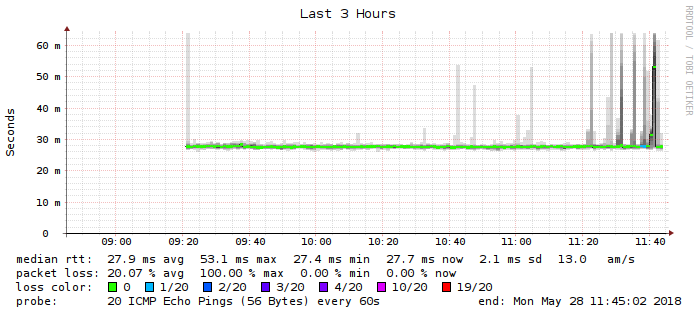 Last 3 Hours
RRDTOOL / TOBI OETIKER
Seconds
60 m
50 m
40 m
30 m
20 m
10 m
0
09:00 09:20 09:40 10:00 10:20 10:40 11:00 11:20 11:40
median rtt: 27.9 ms avg 53.1 ms max 27.4 ms min 27.7 ms now 2.1 ms sd 13.0 am/s
packet loss: 20.07 % avg 100.00 % max 0.00 % min 0.00 % now
loss color: 0 1/20 2/20 3/20 4/20 10/20 19/20
probe: 20 ICMP Echo Pings (56 Bytes) every 60s end: Mon May 28 11:45:02 2018